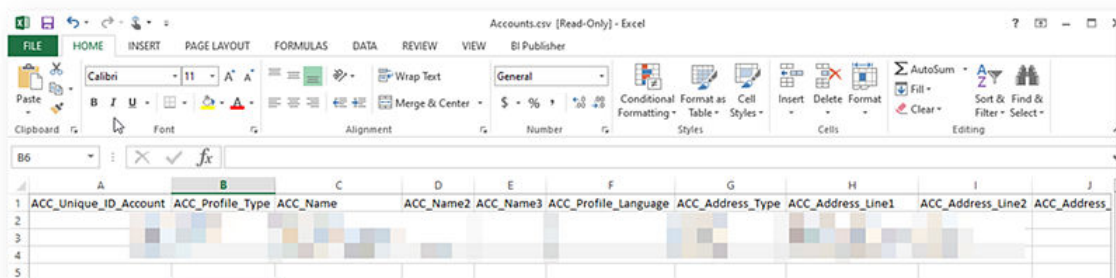 Accounts.csv [Read-Only] - Excel
FILE HOME INSERT PAGE LAYOUT FORMULAS DATA REVIEW VIEW BI Publisher
Paste
Calibri 11
B I U
Wrap Text
Merge & Center
General
$ % ,
Conditional Formatting
Format as Table
Cell Styles
Insert Delete Format
AutoSum
Fill
Clear
Sort & Filter
Find & Select
Clipboard Font Alignment Number Styles Cells Editing
B6 fx
A B C D E F G H I J
1 ACC_Unique_ID_Account ACC_Profile_Type ACC_Name ACC_Name2 ACC_Name3 ACC_Profile_Language ACC_Address_Type ACC_Address_Line1 ACC_Address_Line2 ACC_Address_
2
3
4
5